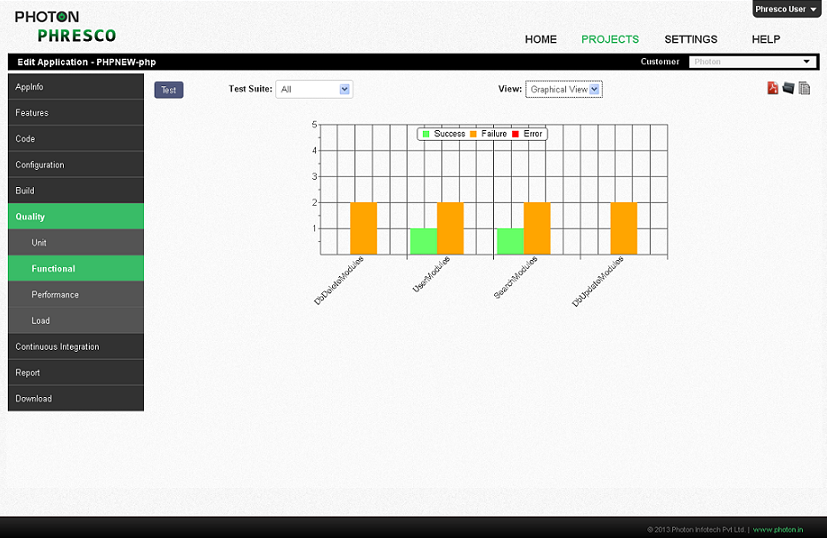 Phresco User
PHOTON
PHRESCO
HOME PROJECTS SETTINGS HELP
Edit Application - PHPNEW-php
Customer Photon
AppInfo
Features
Code
Configuration
Build
Quality
Unit
Functional
Performance
Load
Continuous Integration
Report
Download
Test
Test Suite: All
View: Graphical View
Success Failure Error
5
4
3
2
1
DbDeleteModules
UserModules
SearchModules
DbUpdateModules
© 2013 Photon Infotech Pvt Ltd. | www.photon.in